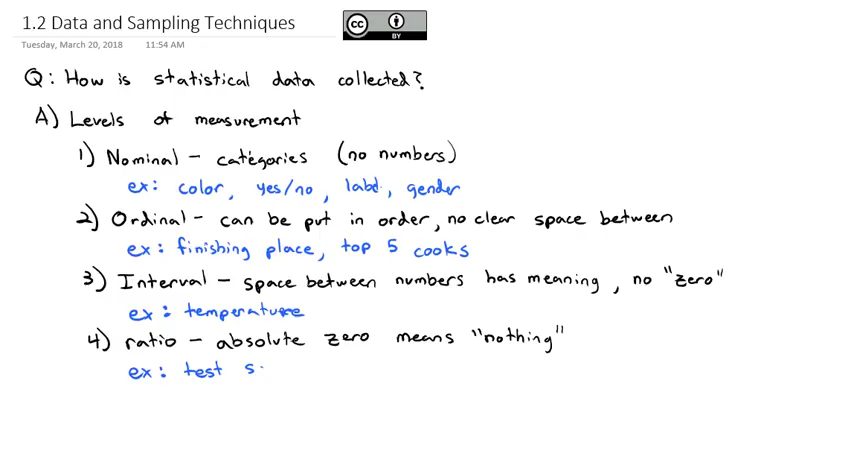 1.2 Data and Sampling Techniques
cc BY
Tuesday, March 20, 2018 11:54 AM
Q: How is statistical data collected?
A) Levels of measurement
1) Nominal – categories (no numbers)
ex: color, yes/no, label, gender
2) Ordinal – can be put in order, no clear space between
ex: finishing place, top 5 cooks
3) Interval – space between numbers has meaning, no "zero"
ex: temperature
4) ratio – absolute zero means "nothing"
ex: test s